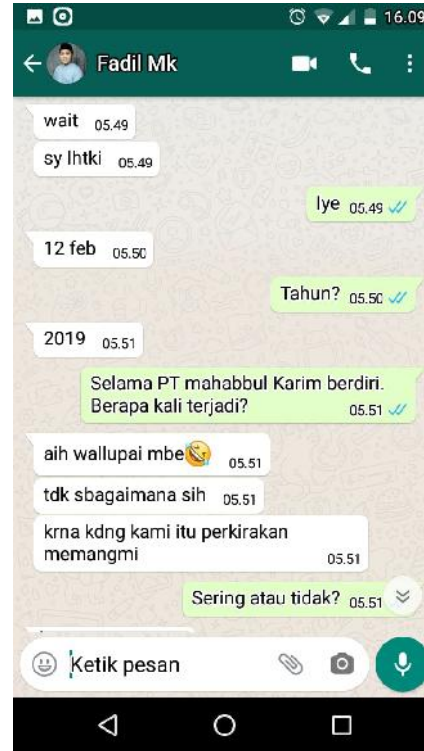 16.09
Fadil Mk
wait 05.49
sy lhtki 05.49
Iye 05.49
12 feb 05.50
Tahun? 05.50
2019 05.51
Selama PT mahabbul Karim berdiri.
Berapa kali terjadi? 05.51
aih wallupai mbe🤣 05.51
tdk sbagaimana sih 05.51
krna kdng kami itu perkirakan
memangmi 05.51
Sering atau tidak? 05.51
Ketik pesan